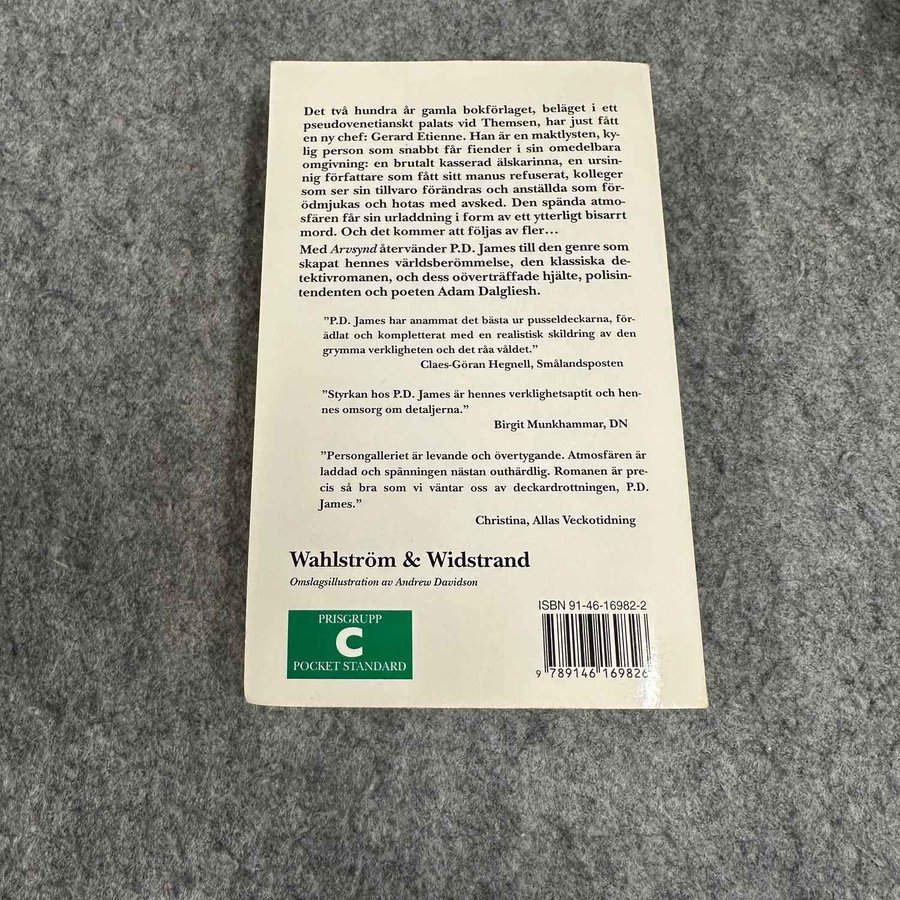 Det två hundra år gamla bokförlaget, beläget i ett
pseudovenetianskt palats vid Themsen, har just fått
en ny chef: Gerard Etienne. Han är en maktlysten, ky-
lig person som snabbt får fiender i sin omedelbara
omgivning: en brutalt kasserad älskarinna, en ursin-
nig författare som fått sitt manus refuserat, kolleger
som ser sin tillvaro förändras och anställda som för-
ödmjukas och hotas med avsked. Den spända atmo-
sfären får sin urladdning i form av ett ytterligt bisarrt
mord. Och det kommer att följas av fler…
Med Arvsynd återvänder P.D. James till den genre som
skapat hennes världsberömmelse, den klassiska de-
tektivromanen, och dess oöverträffade hjälte, polisin-
tendenten och poeten Adam Dalgliesh.
”P.D. James har anammat det bästa ur pusseldeckarna, för-
ädlat och kompletterat med en realistisk skildring av den
grymma verkligheten och det råa våldet.”
Claes-Göran Hegnell, Smålandsposten
”Styrkan hos P.D. James är hennes verklighetsaptit och hen-
nes omsorg om detaljerna.”
Birgit Munkhammar, DN
”Persongalleriet är levande och övertygande. Atmosfären är
laddad och spänningen nästan outhärdlig. Romanen är pre-
cis så bra som vi väntar oss av deckardrottningen, P.D.
James.”
Christina, Allas Veckotidning
Wahlström & Widstrand
Omslagsillustration av Andrew Davidson
PRISGRUPP
C
POCKET STANDARD
ISBN 91-46-16982-2
9 789146 169826